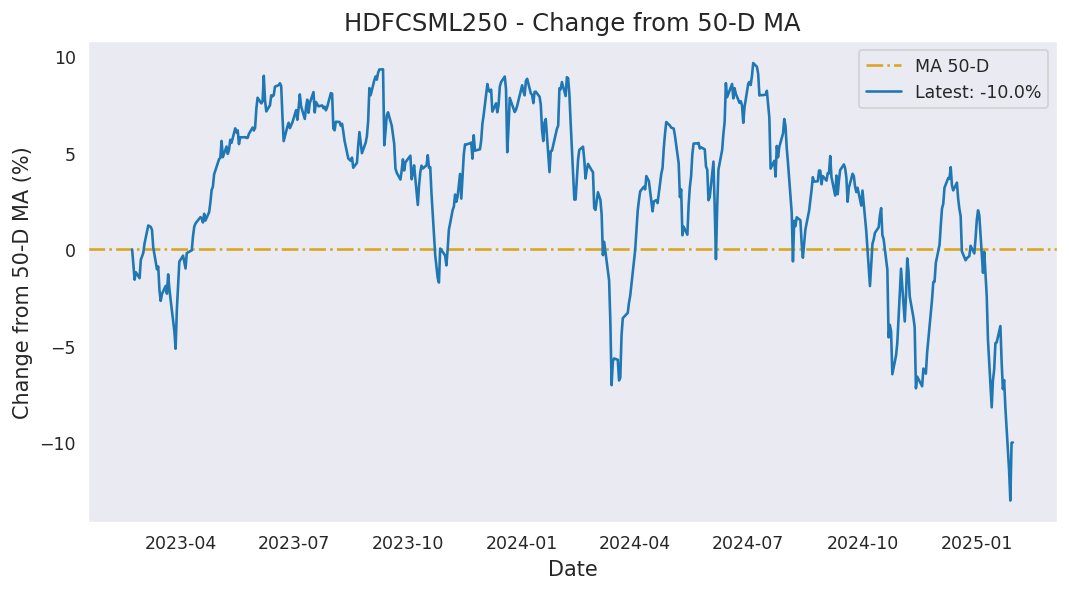 HDFCSML250 - Change from 50-D MA
MA 50-D
Latest: -10.0%
Change from 50-D MA (%)
10
5
0
−5
−10
2023-04
2023-07
2023-10
2024-01
2024-04
2024-07
2024-10
2025-01
Date